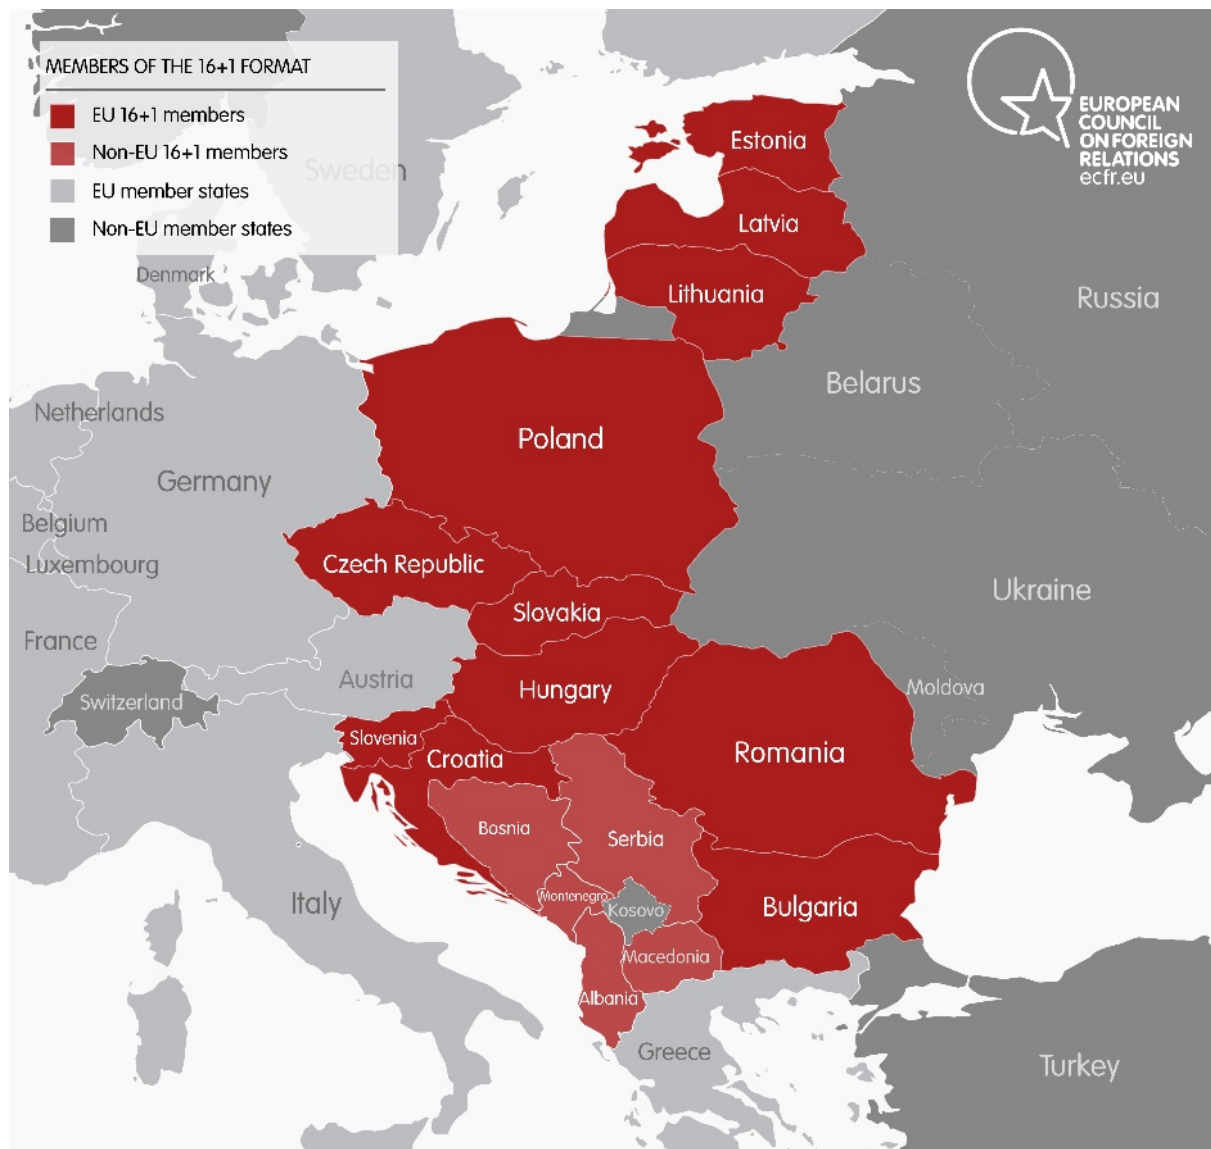 MEMBERS OF THE 16+1 FORMAT
EU 16+1 members
Non-EU 16+1 members
EU member states
Non-EU member states
EUROPEAN
COUNCIL
ON FOREIGN
RELATIONS
ecfr.eu
Sweden
Estonia
Latvia
Denmark
Lithuania
Russia
Belarus
Netherlands
Poland
Germany
Belgium
Czech Republic
Luxembourg
Ukraine
Slovakia
France
Austria
Hungary
Moldova
Switzerland
Slovenia
Croatia
Romania
Bosnia
Serbia
Montenegro
Italy
Kosovo
Bulgaria
Macedonia
Albania
Greece
Turkey